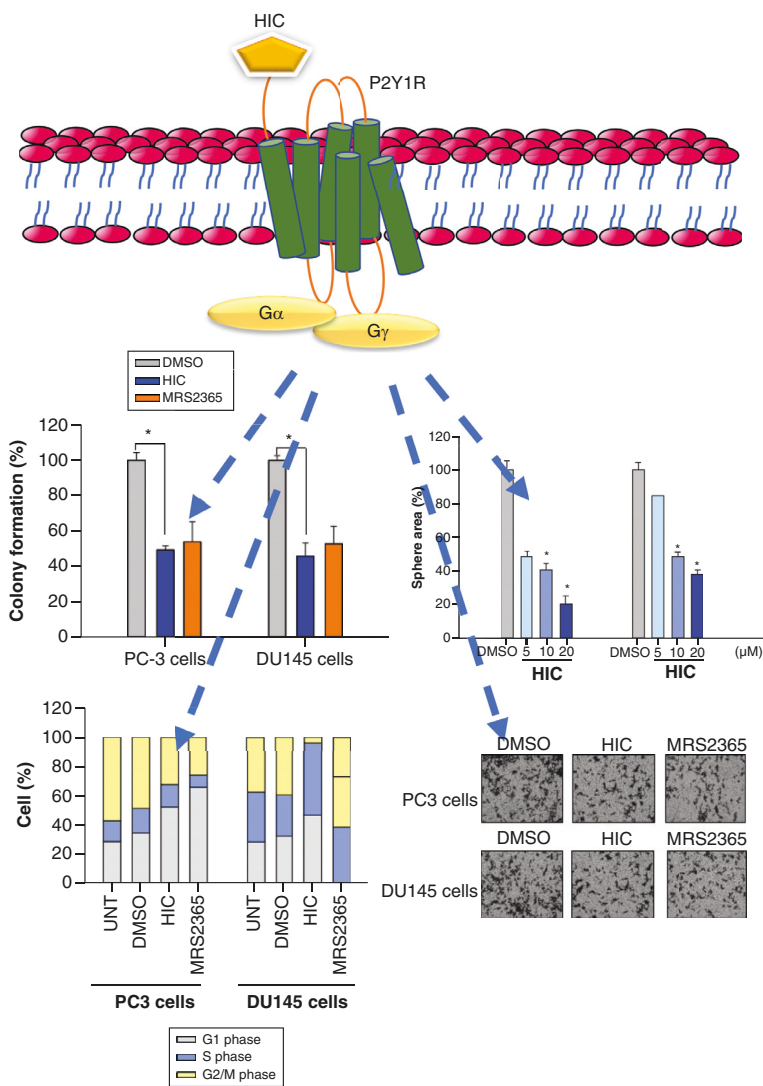 HIC
P2Y1R
Gα
Gγ
DMSO
HIC
MRS2365
Colony formation (%)
120
100
80
60
40
20
0
*
*
PC-3 cells
DU145 cells
Sphere area (%)
120
100
80
60
40
20
0
*
*
*
*
DMSO 5 10 20 DMSO 5 10 20 (μM)
HIC HIC
Cell (%)
120
100
80
60
40
20
0
UNT
DMSO
HIC
MRS2365
UNT
DMSO
HIC
MRS2365
PC3 cells DU145 cells
G1 phase
S phase
G2/M phase
DMSO HIC MRS2365
PC3 cells
DMSO HIC MRS2365
DU145 cells